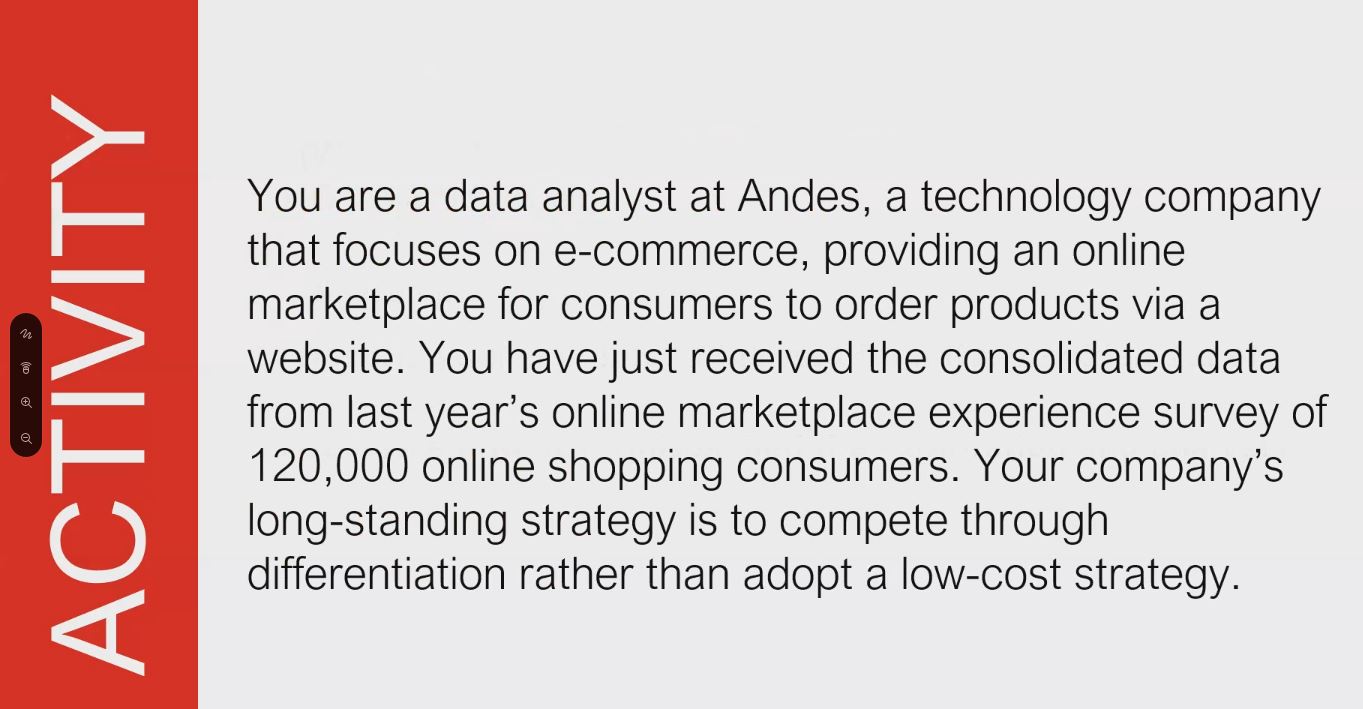 ACTIVITY
You are a data analyst at Andes, a technology company
that focuses on e-commerce, providing an online
marketplace for consumers to order products via a
website. You have just received the consolidated data
from last year’s online marketplace experience survey of
120,000 online shopping consumers. Your company’s
long-standing strategy is to compete through
differentiation rather than adopt a low-cost strategy.